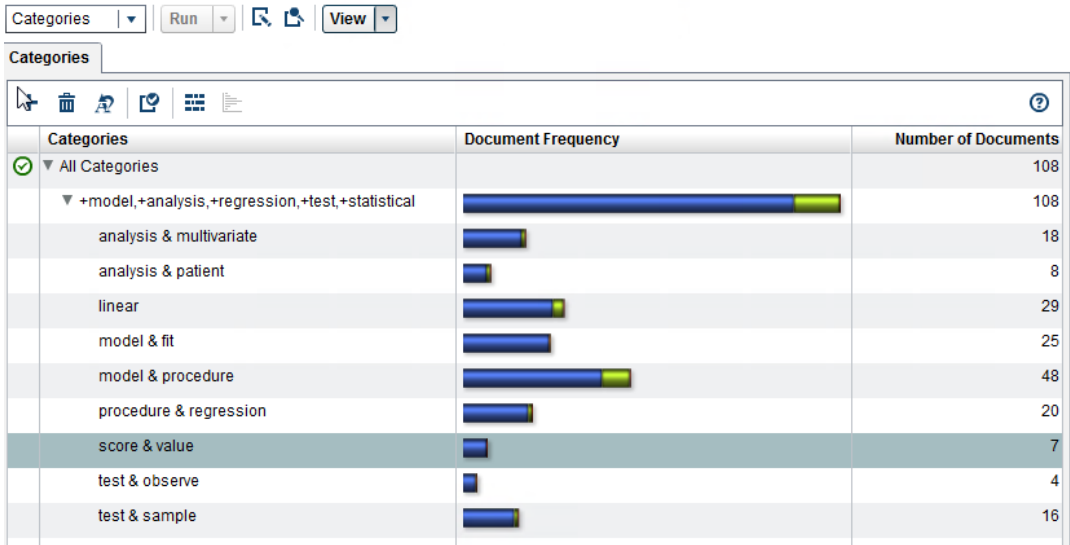 Categories Run View
Categories
Categories Document Frequency Number of Documents
All Categories 108
+model,+analysis,+regression,+test,+statistical 108
analysis & multivariate 18
analysis & patient 8
linear 29
model & fit 25
model & procedure 48
procedure & regression 20
score & value 7
test & observe 4
test & sample 16